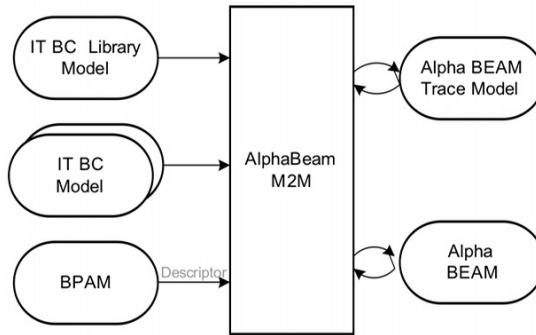 IT BC Library
Model
IT BC
Model
BPAM
Descriptor
AlphaBeam
M2M
Alpha BEAM
Trace Model
Alpha
BEAM